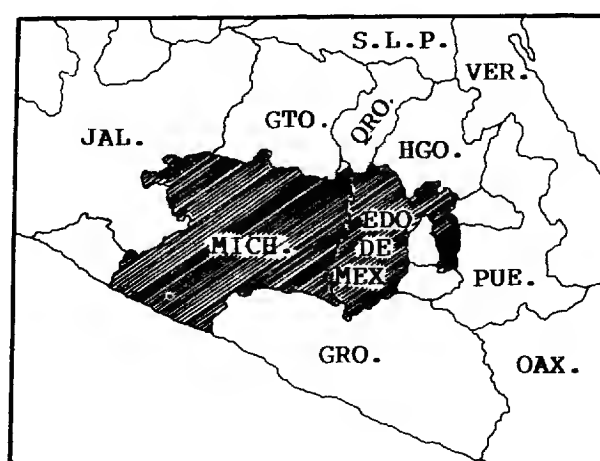 S.L.P.
VER.
GTO.
QRO.
JAL.
HGO.
EDO
DE
MEX
MICH.
PUE.
GRO.
OAX.